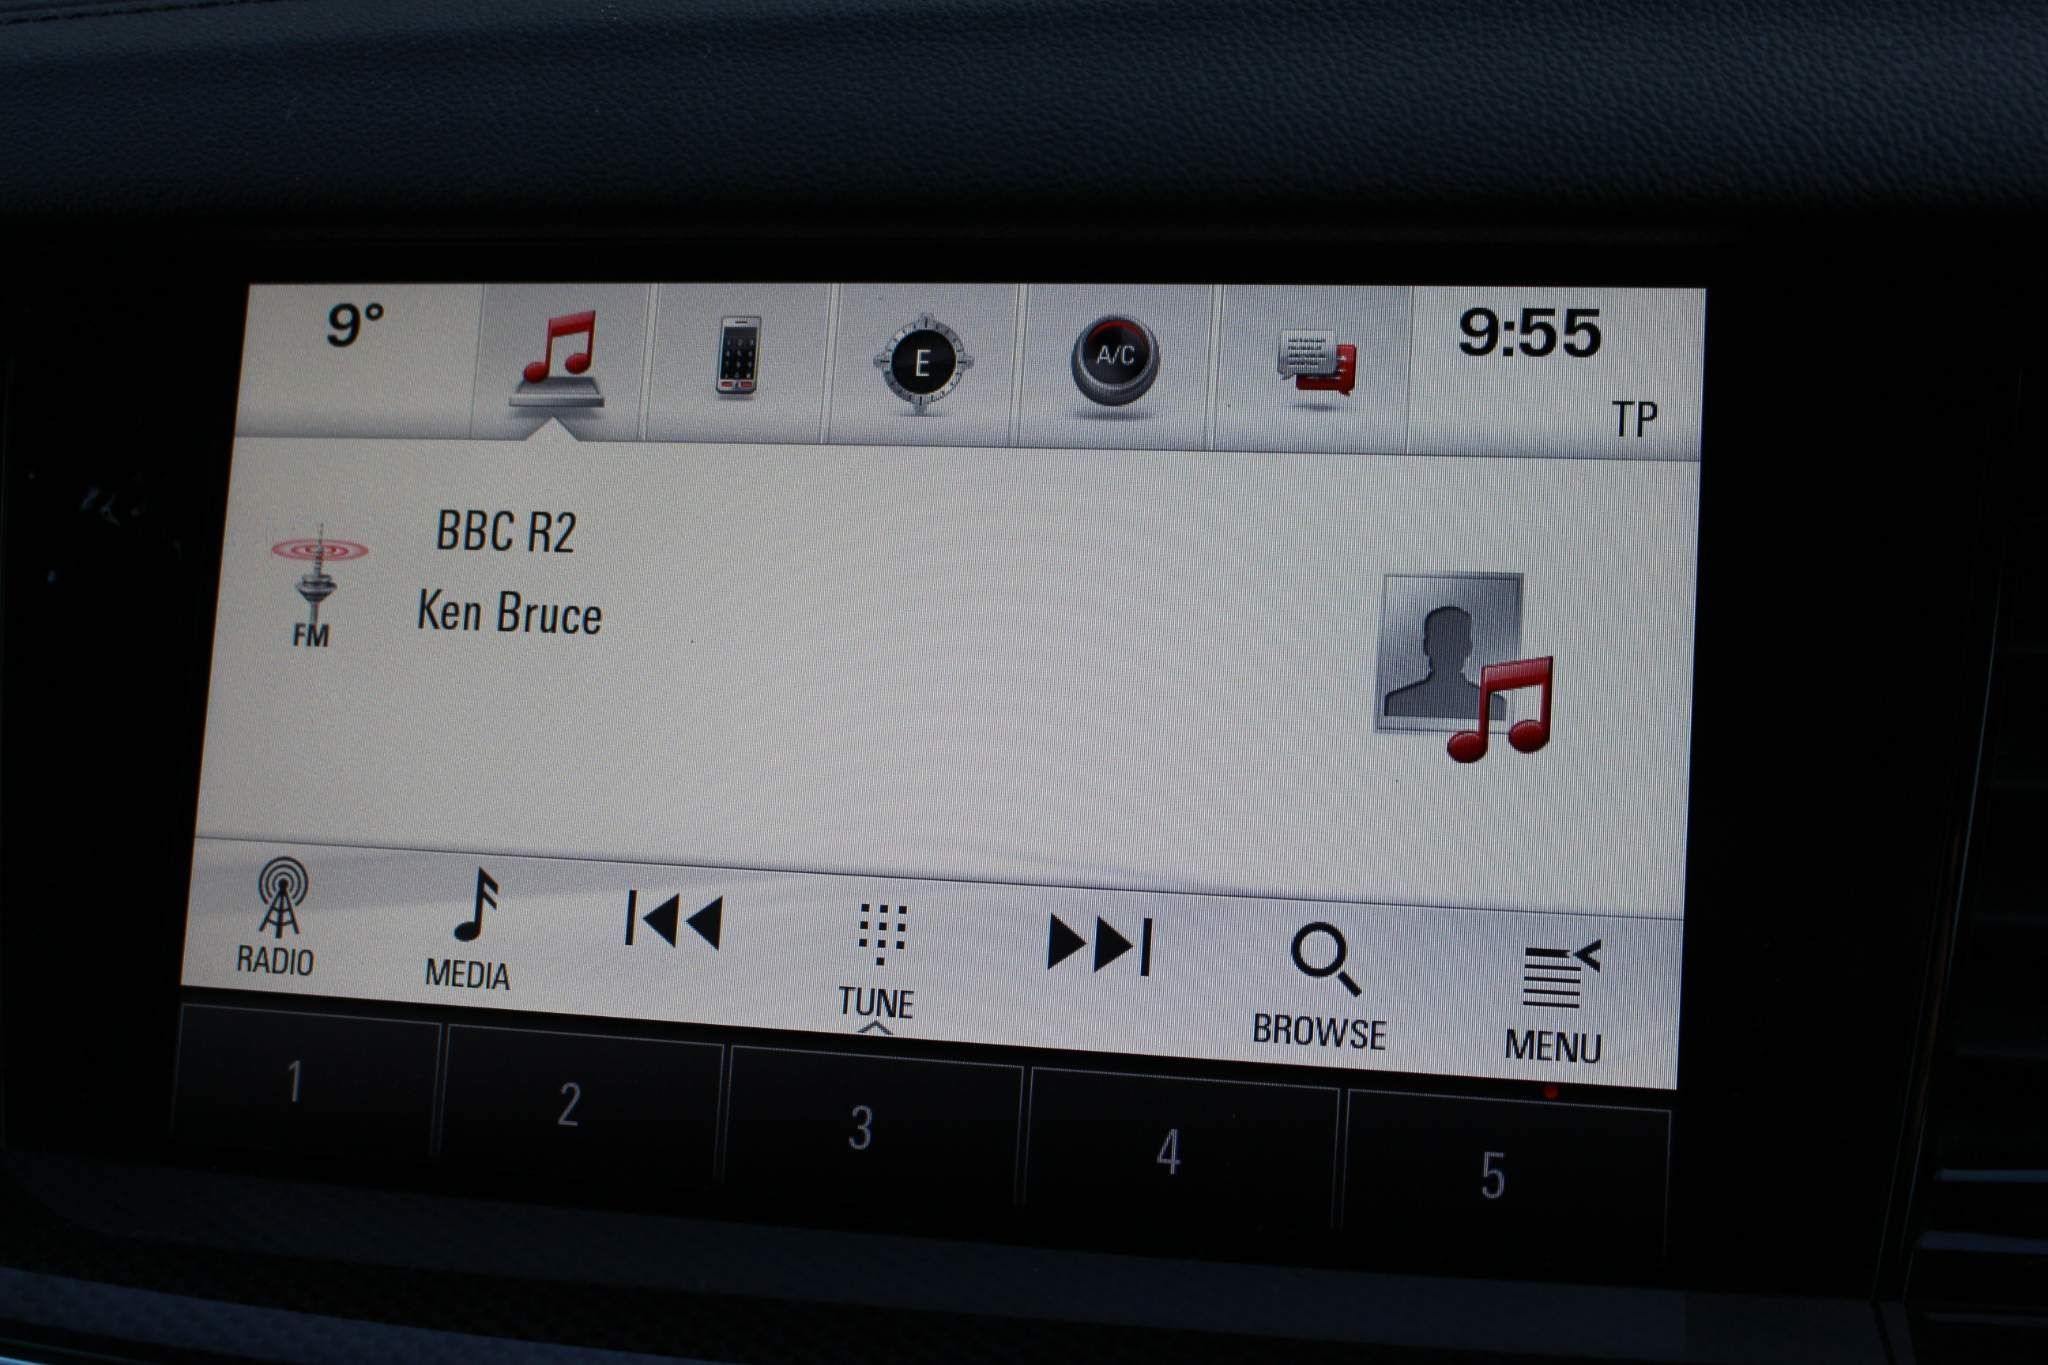 9°
E
A/C
9:55
TP
BBC R2
Ken Bruce
FM
RADIO
MEDIA
TUNE
BROWSE
MENU
1
2
3
4
5